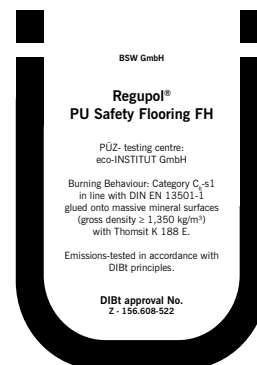 BSW GmbH
Regupol®
PU Safety Flooring FH
PÜZ- testing centre:
eco-INSTITUT GmbH
Burning Behaviour: Category Cfl-s1
in line with DIN EN 13501-1
glued onto massive mineral surfaces
(gross density ≥ 1,350 kg/m³)
with Thomsit K 188 E.
Emissions-tested in accordance with
DIBt principles.
DIBt approval No.
Z - 156.608-522